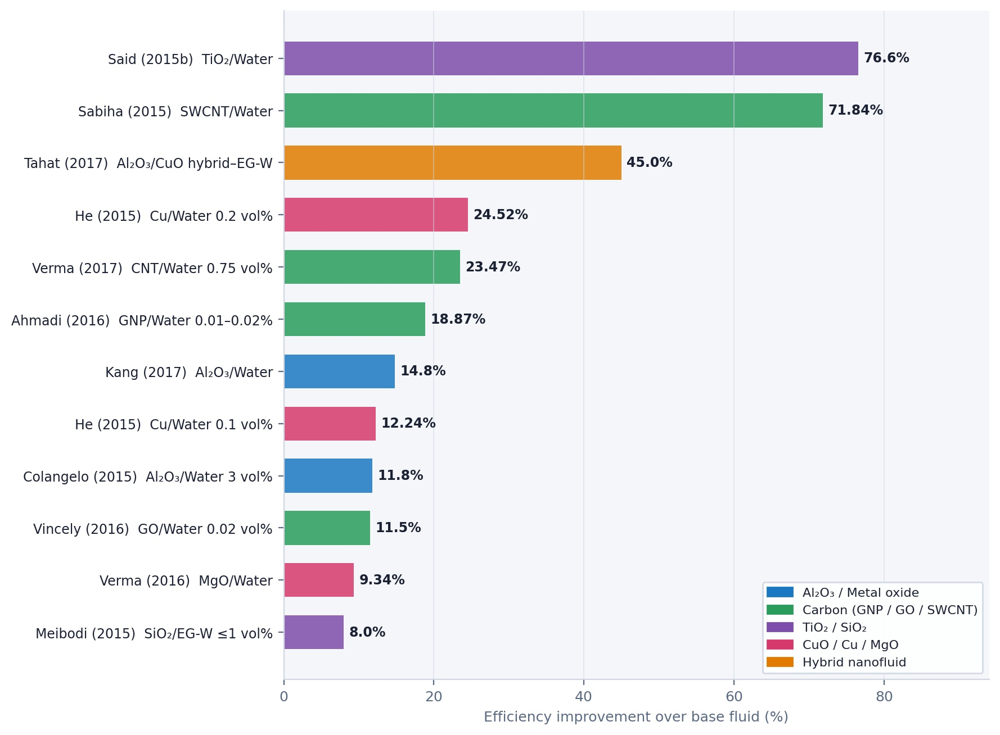 Said (2015b)  TiO₂/Water
76.6%
Sabiha (2015)  SWCNT/Water
71.84%
Tahat (2017)  Al₂O₃/CuO hybrid–EG-W
45.0%
He (2015)  Cu/Water 0.2 vol%
24.52%
Verma (2017)  CNT/Water 0.75 vol%
23.47%
Ahmadi (2016)  GNP/Water 0.01–0.02%
18.87%
Kang (2017)  Al₂O₃/Water
14.8%
He (2015)  Cu/Water 0.1 vol%
12.24%
Colangelo (2015)  Al₂O₃/Water 3 vol%
11.8%
Vincely (2016)  GO/Water 0.02 vol%
11.5%
Verma (2016)  MgO/Water
9.34%
Meibodi (2015)  SiO₂/EG-W ≤1 vol%
8.0%
Al₂O₃ / Metal oxide
Carbon (GNP / GO / SWCNT)
TiO₂ / SiO₂
CuO / Cu / MgO
Hybrid nanofluid
0 20 40 60 80
Efficiency improvement over base fluid (%)